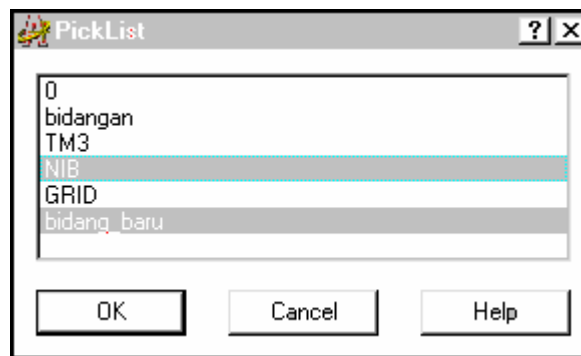 PickList ? X
0
bidangan
TM3
NIB
GRID
bidang_baru
OK Cancel Help